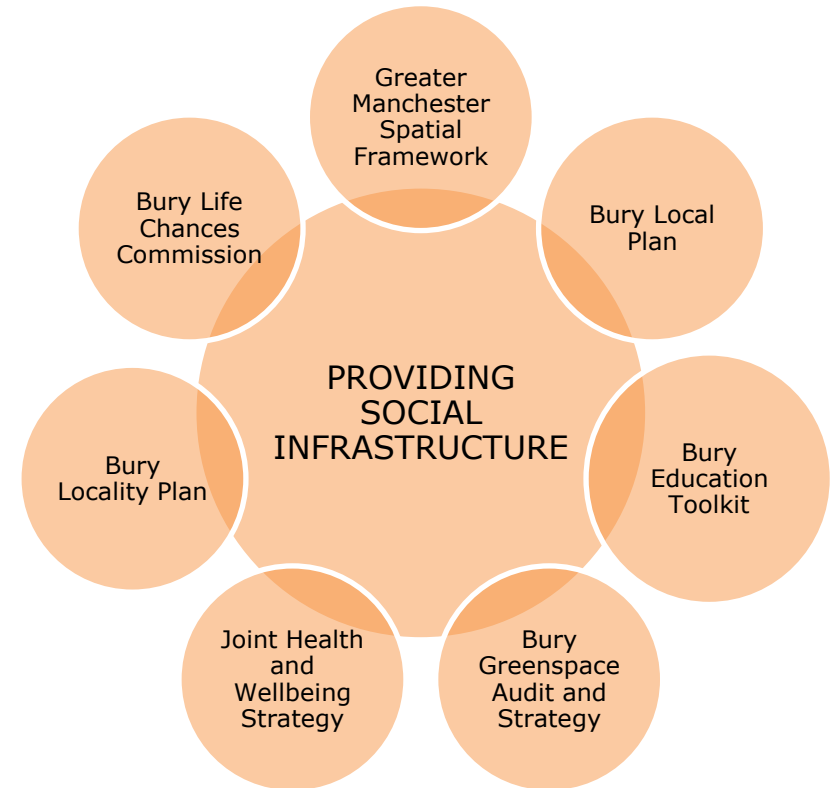 Greater
Manchester
Spatial
Framework
Bury Local
Plan
Bury
Education
Toolkit
Bury
Greenspace
Audit and
Strategy
Joint Health
and
Wellbeing
Strategy
Bury
Locality Plan
Bury Life
Chances
Commission
PROVIDING
SOCIAL
INFRASTRUCTURE